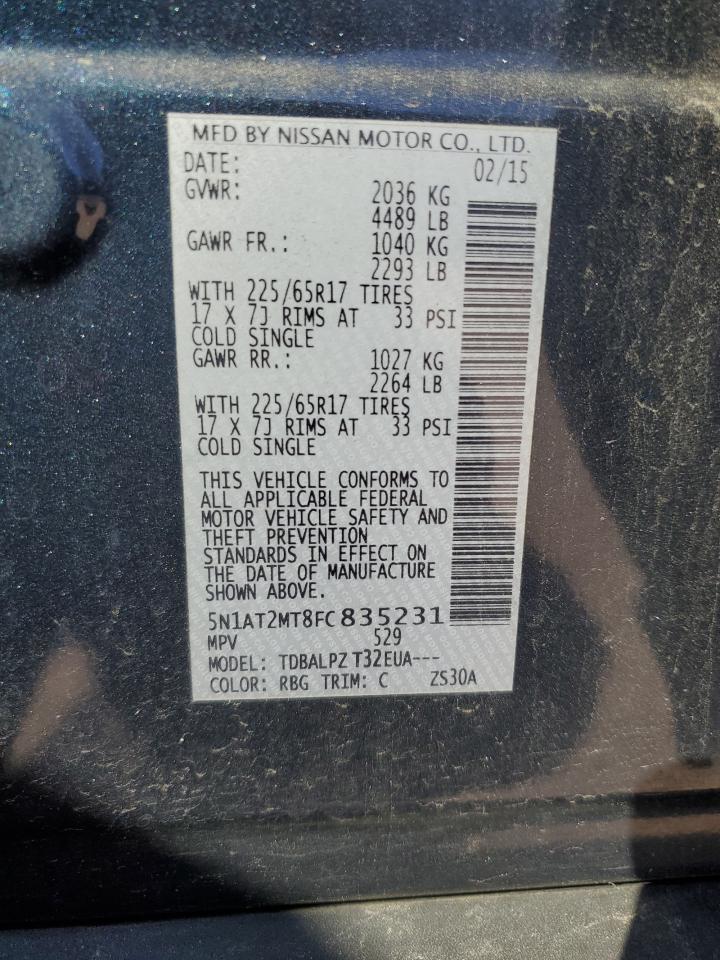 MFD BY NISSAN MOTOR CO., LTD.
DATE: 02/15
GVWR: 2036 KG
4489 LB
GAWR FR.: 1040 KG
2293 LB
WITH 225/65R17 TIRES
17 X 7J RIMS AT 33 PSI
COLD SINGLE
GAWR RR.: 1027 KG
2264 LB
WITH 225/65R17 TIRES
17 X 7J RIMS AT 33 PSI
COLD SINGLE
THIS VEHICLE CONFORMS TO
ALL APPLICABLE FEDERAL
MOTOR VEHICLE SAFETY AND
THEFT PREVENTION
STANDARDS IN EFFECT ON
THE DATE OF MANUFACTURE
SHOWN ABOVE.
5N1AT2MT8FC835231
MPV 529
MODEL: TDBALPZ T32EUA---
COLOR: RBG TRIM: C ZS30A